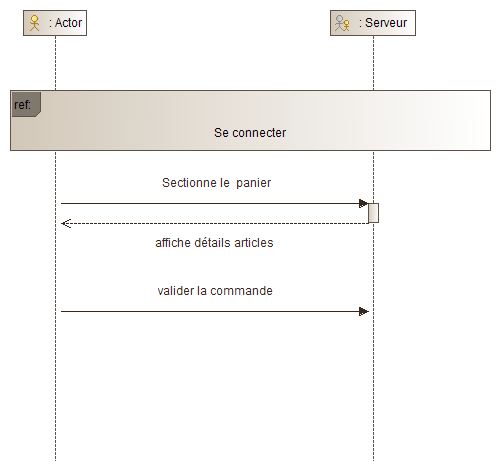 : Actor
: Serveur
ref:
Se connecter
Sectionne le  panier
affiche détails articles
valider la commande